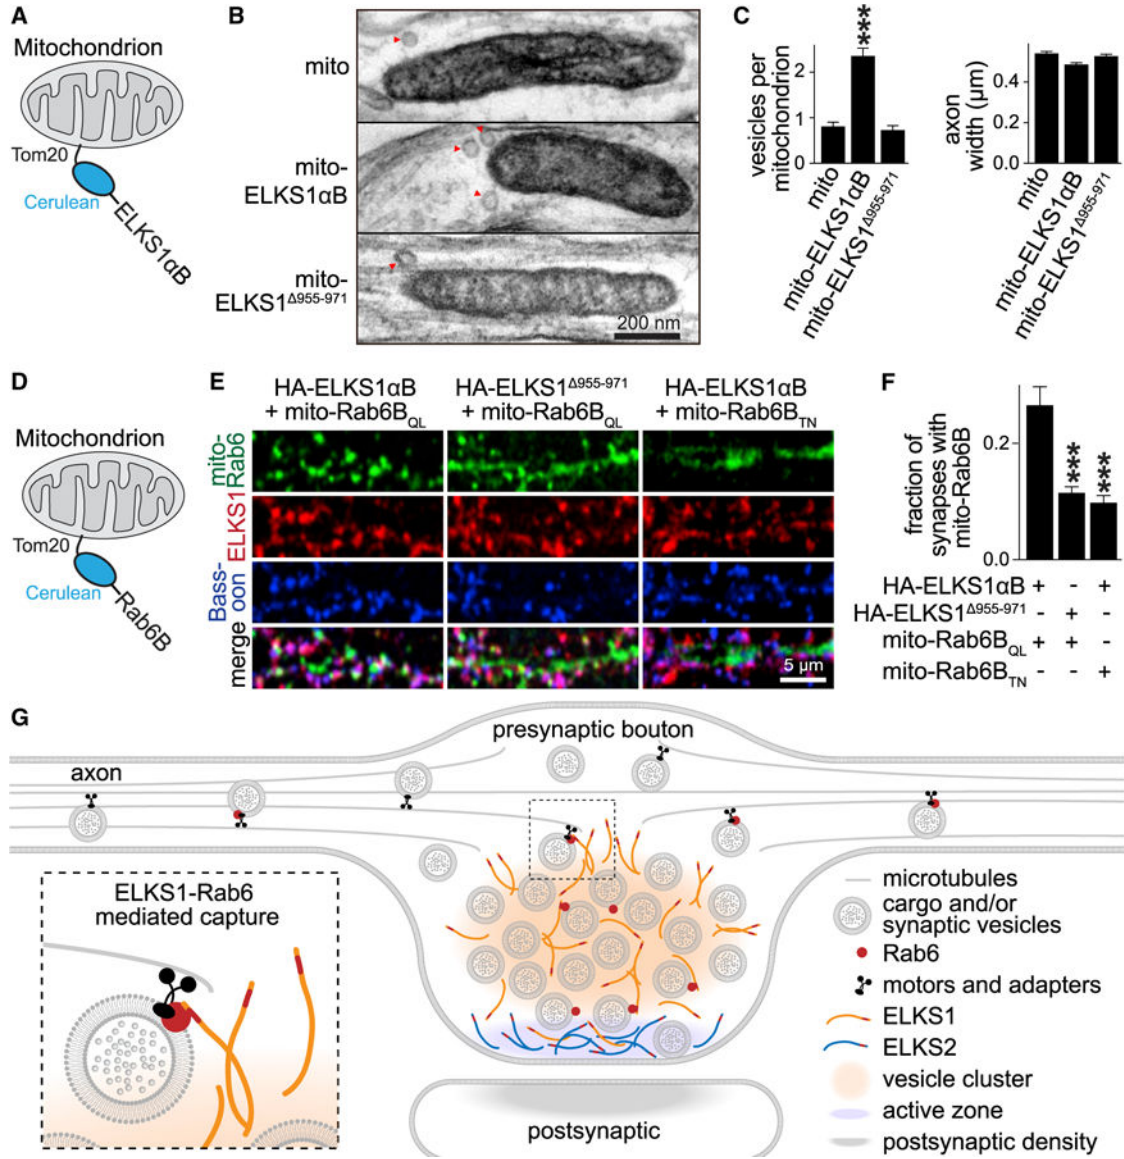 A
Mitochondrion
Tom20
Cerulean
ELKS1αB
B
mito
mito-
ELKS1αB
mito-
ELKS1Δ955-971
200 nm
C
vesicles per
mitochondrion
0
1
2
***
mito
mito-ELKS1αB
mito-ELKS1Δ955-971
axon
width (µm)
0.0
0.2
0.4
mito
mito-ELKS1αB
mito-ELKS1Δ955-971
D
Mitochondrion
Tom20
Cerulean
Rab6B
E
HA-ELKS1αB
+ mito-Rab6BQL
HA-ELKS1Δ955-971
+ mito-Rab6BQL
HA-ELKS1αB
+ mito-Rab6BTN
mito-
Rab6
ELKS1
Bass-
oon
merge
5 µm
F
fraction of
synapses with
mito-Rab6B
0.2
0.0
***
***
HA-ELKS1αB + - +
HA-ELKS1Δ955-971 - + -
mito-Rab6BQL + + -
mito-Rab6BTN - - +
G
presynaptic bouton
axon
ELKS1-Rab6
mediated capture
microtubules
cargo and/or
synaptic vesicles
Rab6
motors and adapters
ELKS1
ELKS2
vesicle cluster
active zone
postsynaptic density
postsynaptic